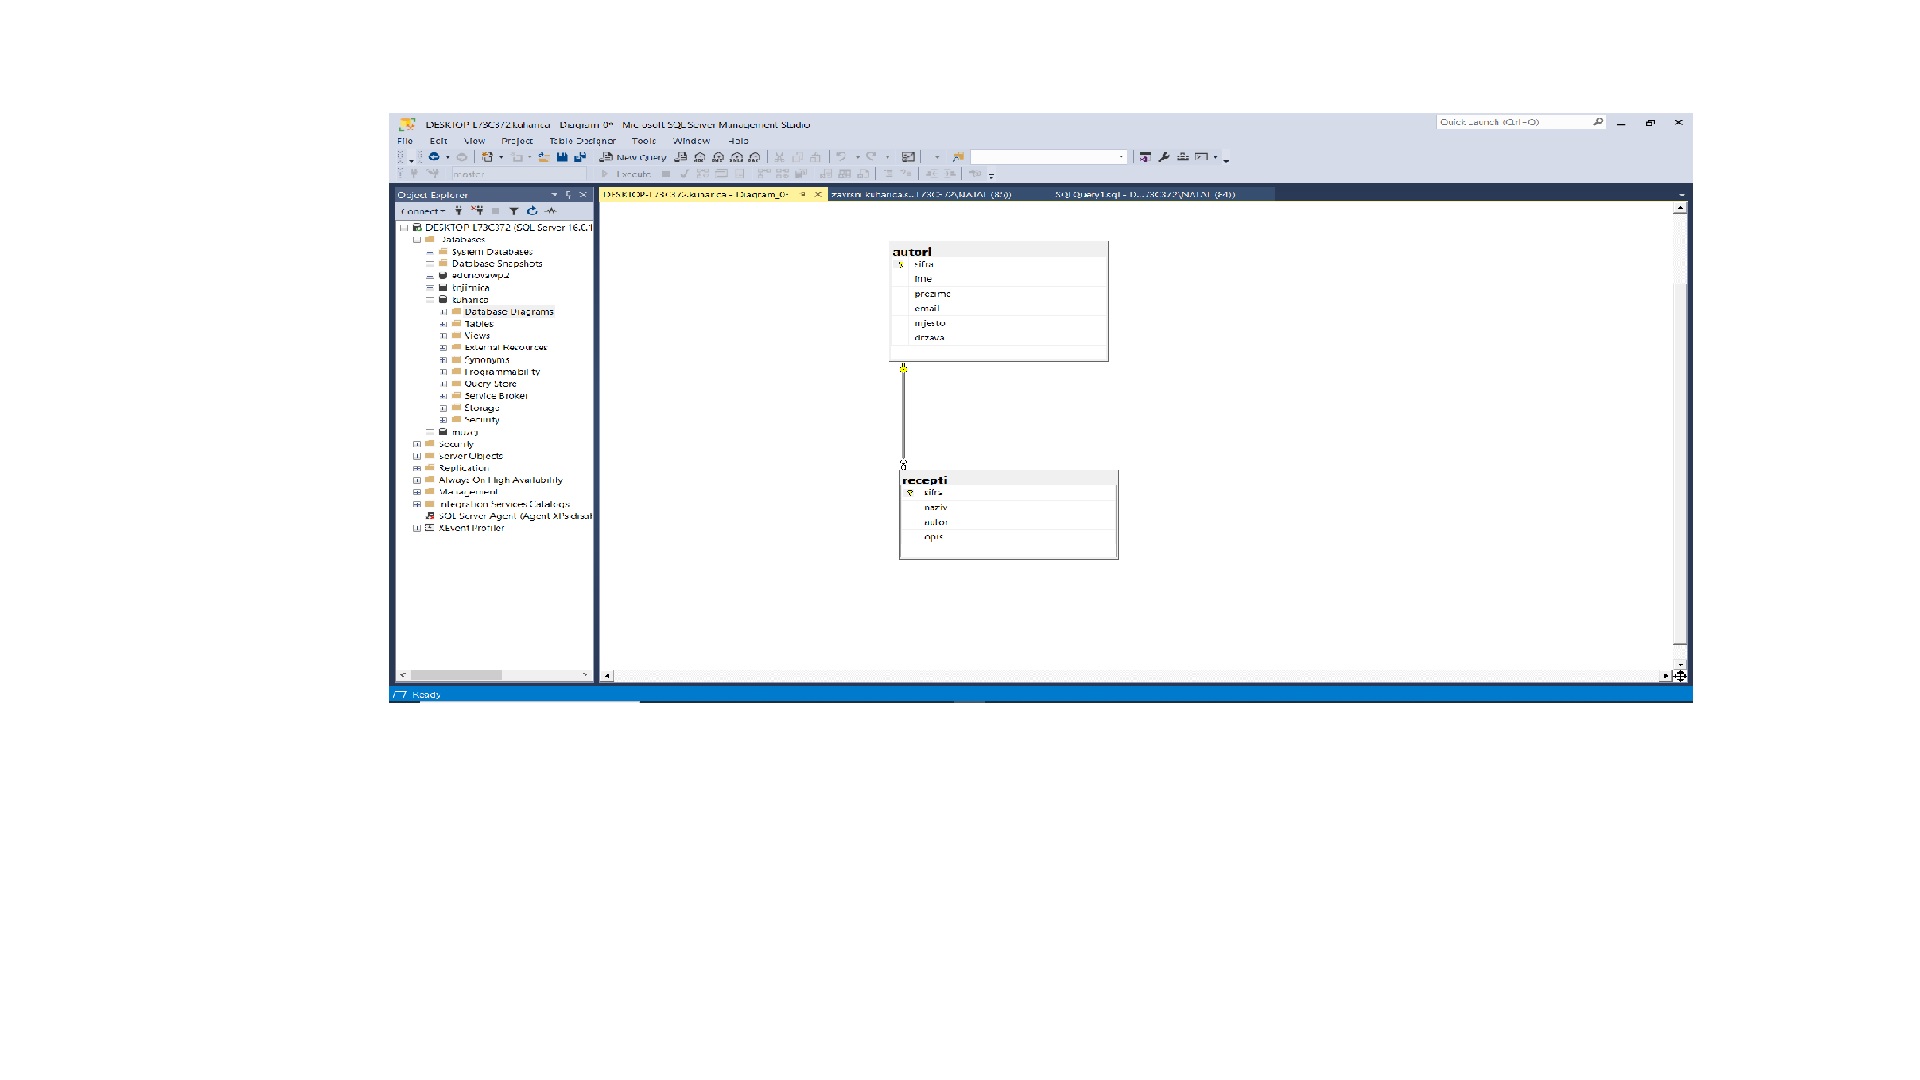 DESKTOP-L73C372.kuharica - Diagram_0* - Microsoft SQL Server Management Studio
Quick Launch (Ctrl+Q)
File Edit View Project Table Designer Tools Window Help
New Query
master
Execute
Object Explorer
DESKTOP-L73C372.kuharica - Diagram_0*
zavrsni kuharica.s...L73C372\NATAL (85))
SQLQuery1.sql - D...73C372\NATAL (84))
Connect
DESKTOP-L73C372 (SQL Server 16.0.1
Databases
System Databases
Database Snapshots
edunovawp2
knjiznica
kuharica
Database Diagrams
Tables
Views
External Resources
Synonyms
Programmability
Query Store
Service Broker
Storage
Security
muzej
Security
Server Objects
Replication
Always On High Availability
Management
Integration Services Catalogs
SQL Server Agent (Agent XPs disab
XEvent Profiler
autori
sifra
ime
prezime
email
mjesto
drzava
recepti
sifra
naziv
autor
opis
Ready